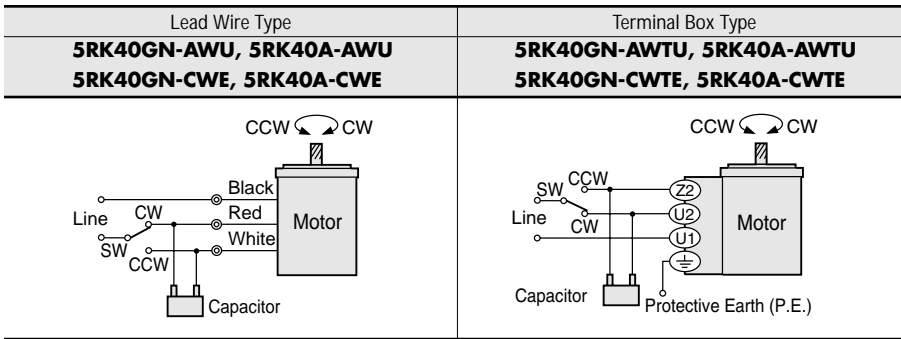 Lead Wire Type
Terminal Box Type
5RK40GN-AWU, 5RK40A-AWU
5RK40GN-CWE, 5RK40A-CWE
5RK40GN-AWTU, 5RK40A-AWTU
5RK40GN-CWTE, 5RK40A-CWTE
CCW CW
Black
Line CW Red Motor
White
SW
CCW
Capacitor
CCW CW
CCW
SW Z2
Line U2 Motor
CW
U1
Capacitor
Protective Earth (P.E.)